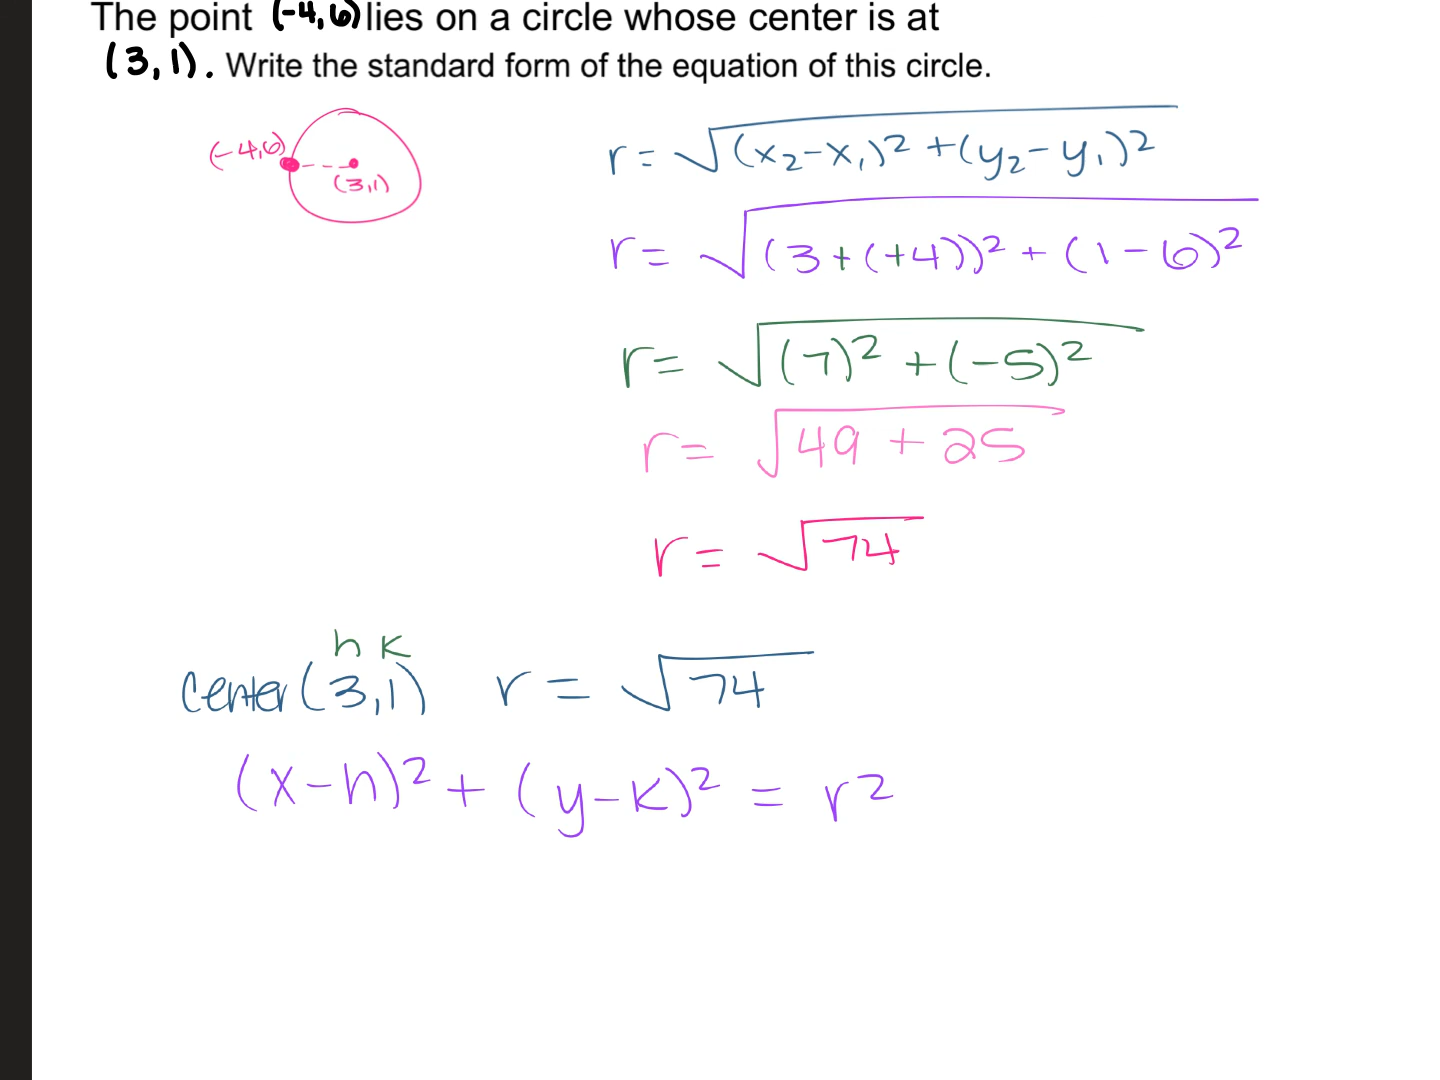 The point (-4,6) lies on a circle whose center is at
(3,1). Write the standard form of the equation of this circle.
(-4,6)
(3,1)
r = √(x₂-x₁)² +(y₂-y₁)²
r = √(3+(+4))² + (1-6)²
r = √(7)² +(-5)²
r = √49 + 25
r = √74
h k
center (3,1) r = √74
(x-h)² + (y-k)² = r²